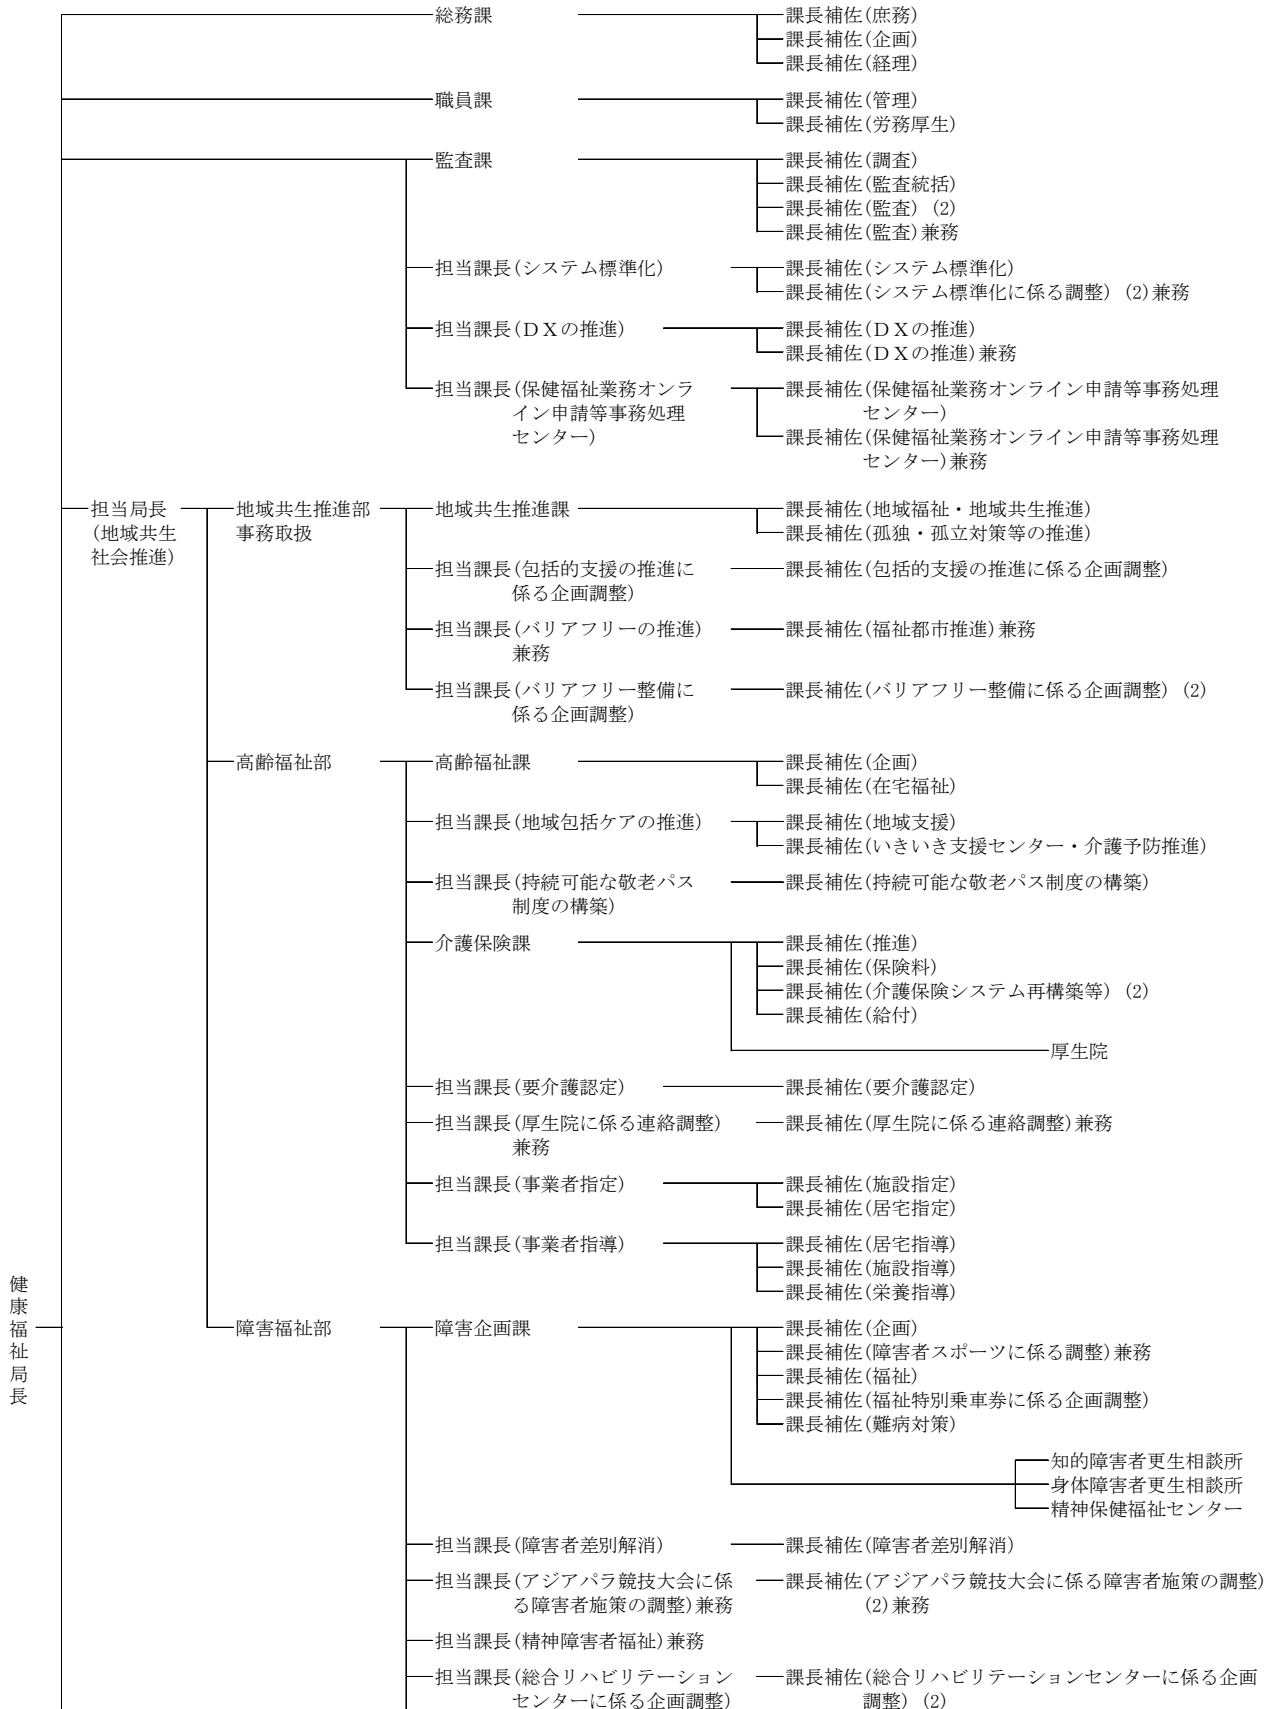 総務課 課長補佐(庶務)
課長補佐(企画)
課長補佐(経理)
職員課 課長補佐(管理)
課長補佐(労務厚生)
監査課 課長補佐(調査)
課長補佐(監査統括)
課長補佐(監査) (2)
課長補佐(監査)兼務
担当課長(システム標準化) 課長補佐(システム標準化)
課長補佐(システム標準化に係る調整) (2)兼務
担当課長(DXの推進) 課長補佐(DXの推進)
課長補佐(DXの推進)兼務
担当課長(保健福祉業務オンラ
イン申請等事務処理
センター)
課長補佐(保健福祉業務オンライン申請等事務処理
センター)
課長補佐(保健福祉業務オンライン申請等事務処理
センター)兼務
担当局長
(地域共生
社会推進)
地域共生推進部
事務取扱
地域共生推進課 課長補佐(地域福祉・地域共生推進)
課長補佐(孤独・孤立対策等の推進)
担当課長(包括的支援の推進に
係る企画調整)
課長補佐(包括的支援の推進に係る企画調整)
担当課長(バリアフリーの推進)
兼務
課長補佐(福祉都市推進)兼務
担当課長(バリアフリー整備に
係る企画調整)
課長補佐(バリアフリー整備に係る企画調整) (2)
高齢福祉部 高齢福祉課 課長補佐(企画)
課長補佐(在宅福祉)
担当課長(地域包括ケアの推進) 課長補佐(地域支援)
課長補佐(いきいき支援センター・介護予防推進)
担当課長(持続可能な敬老パス
制度の構築)
課長補佐(持続可能な敬老パス制度の構築)
介護保険課 課長補佐(推進)
課長補佐(保険料)
課長補佐(介護保険システム再構築等) (2)
課長補佐(給付)
厚生院
担当課長(要介護認定) 課長補佐(要介護認定)
担当課長(厚生院に係る連絡調整)
兼務
課長補佐(厚生院に係る連絡調整)兼務
担当課長(事業者指定) 課長補佐(施設指定)
課長補佐(居宅指定)
担当課長(事業者指導) 課長補佐(居宅指導)
課長補佐(施設指導)
課長補佐(栄養指導)
健康福祉局長
障害福祉部 障害企画課 課長補佐(企画)
課長補佐(障害者スポーツに係る調整)兼務
課長補佐(福祉)
課長補佐(福祉特別乗車券に係る企画調整)
課長補佐(難病対策)
知的障害者更生相談所
身体障害者更生相談所
精神保健福祉センター
担当課長(障害者差別解消) 課長補佐(障害者差別解消)
担当課長(アジアパラ競技大会に係
る障害者施策の調整)兼務
課長補佐(アジアパラ競技大会に係る障害者施策の調整)
(2)兼務
担当課長(精神障害者福祉)兼務
担当課長(総合リハビリテーション
センターに係る企画調整)
課長補佐(総合リハビリテーションセンターに係る企画
調整) (2)